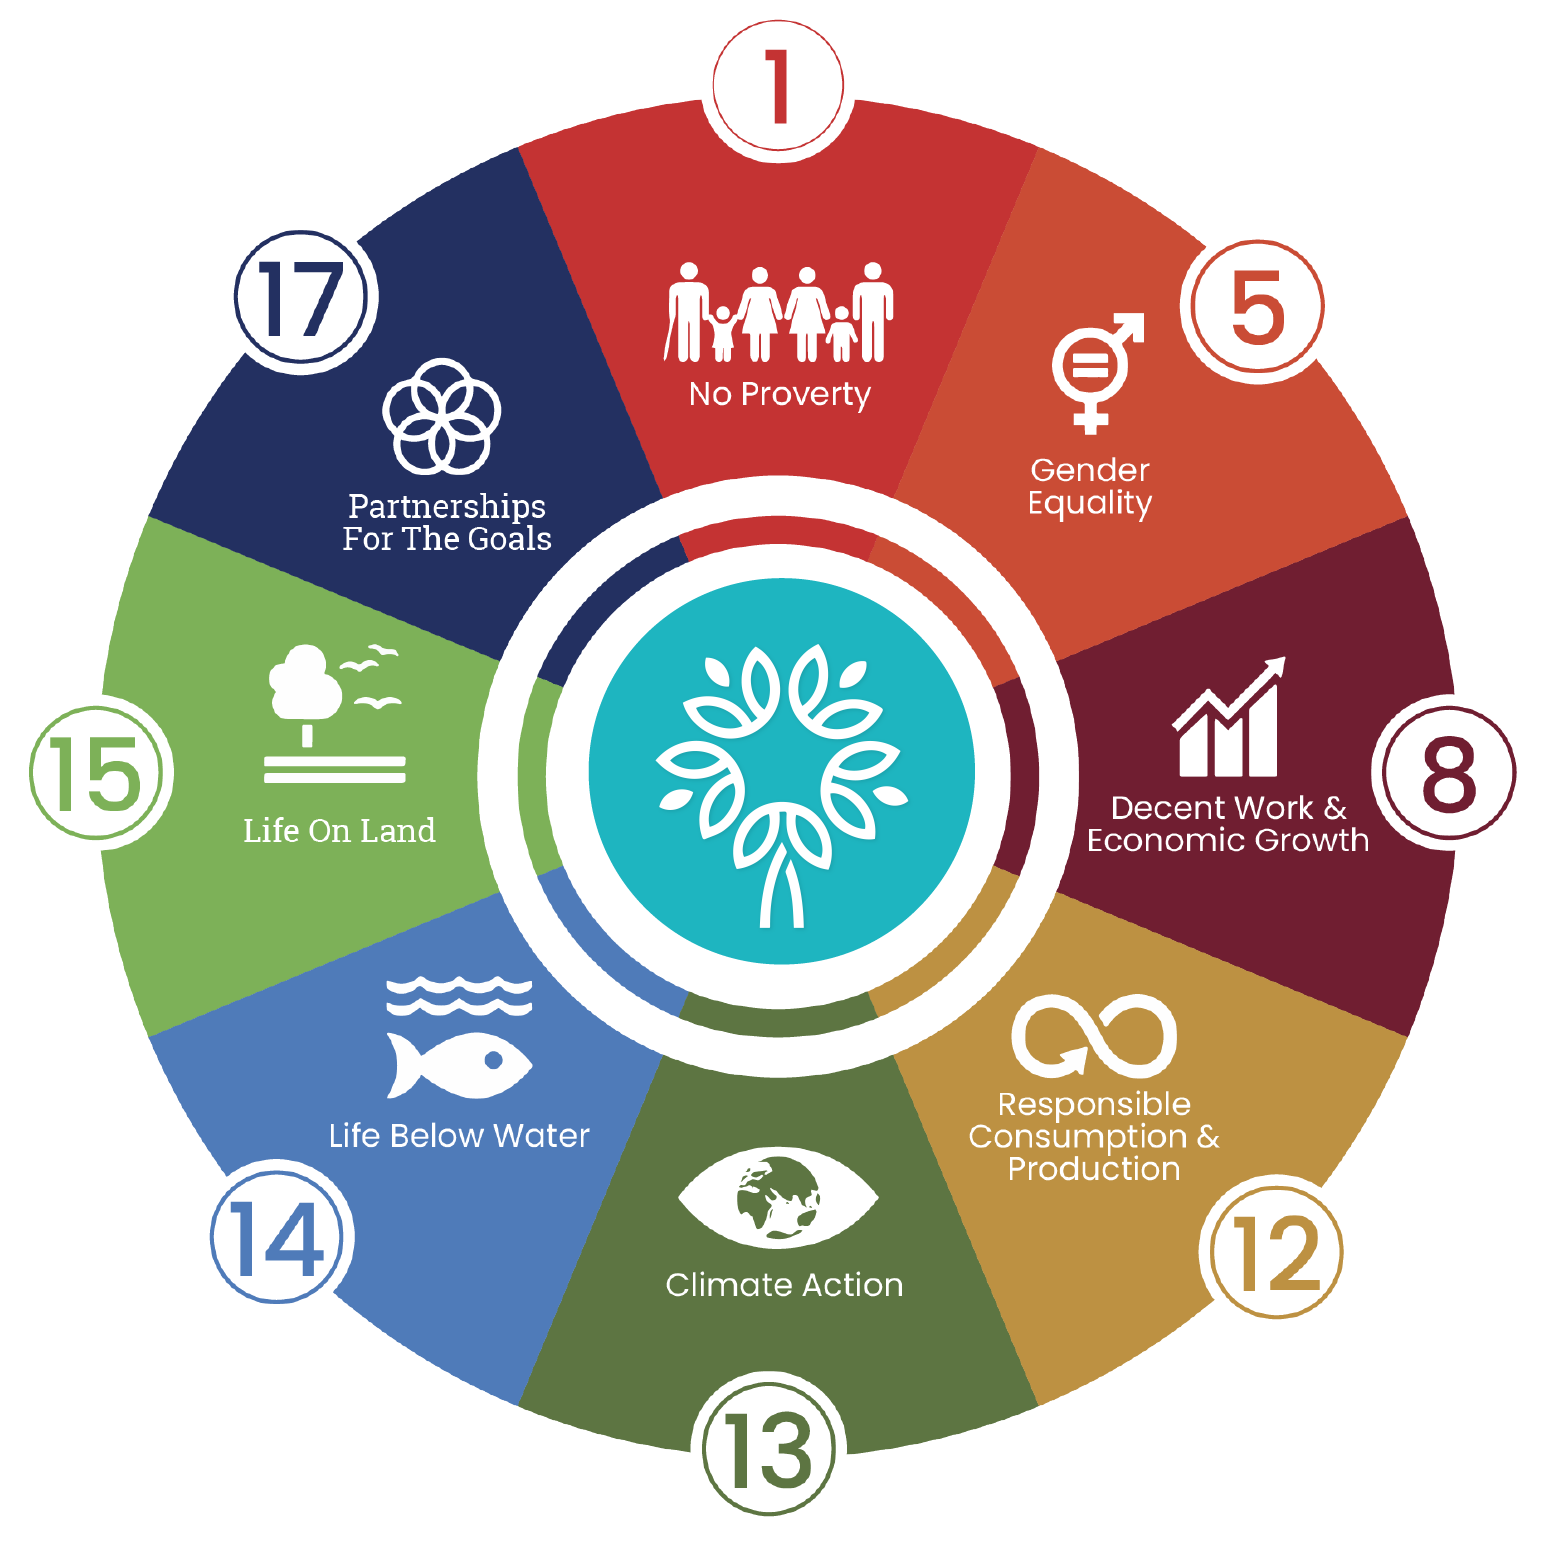 1
No Proverty
5
Gender
Equality
8
Decent Work &
Economic Growth
12
Responsible
Consumption &
Production
13
Climate Action
14
Life Below Water
15
Life On Land
17
Partnerships
For The Goals